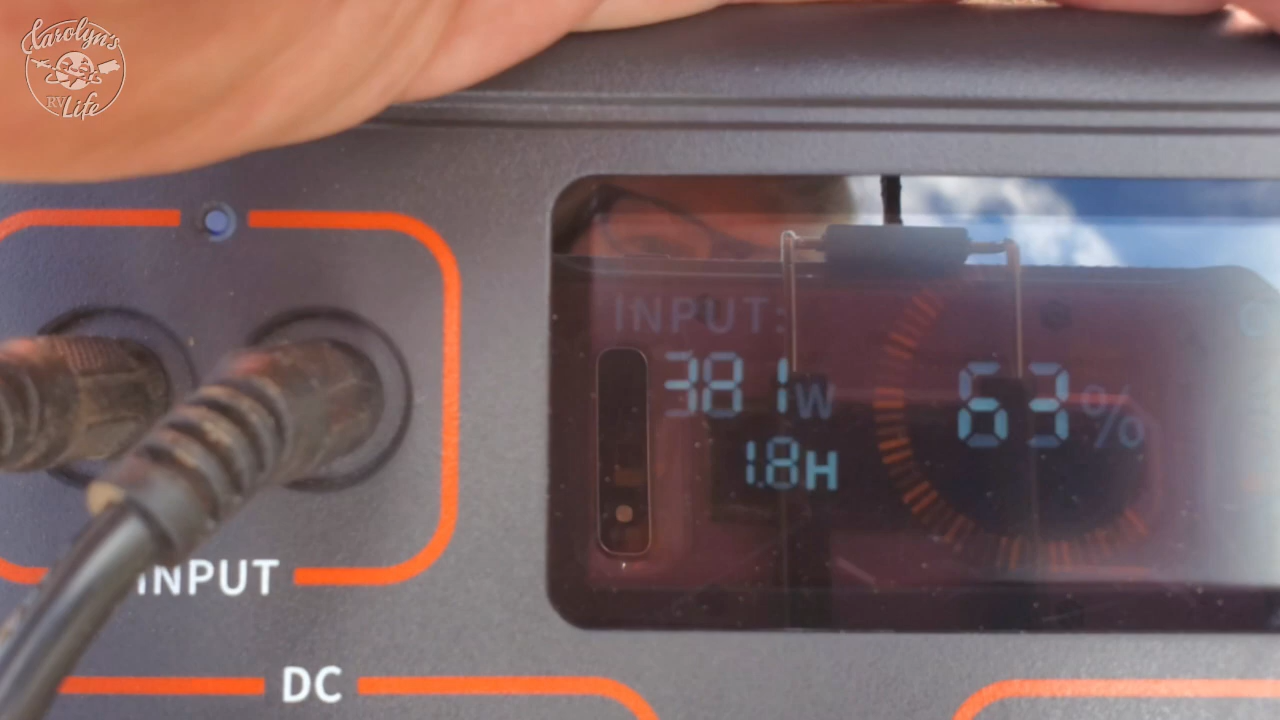 Carolyn's
RV Life
INPUT:
381W
63%
1.8H
INPUT
DC